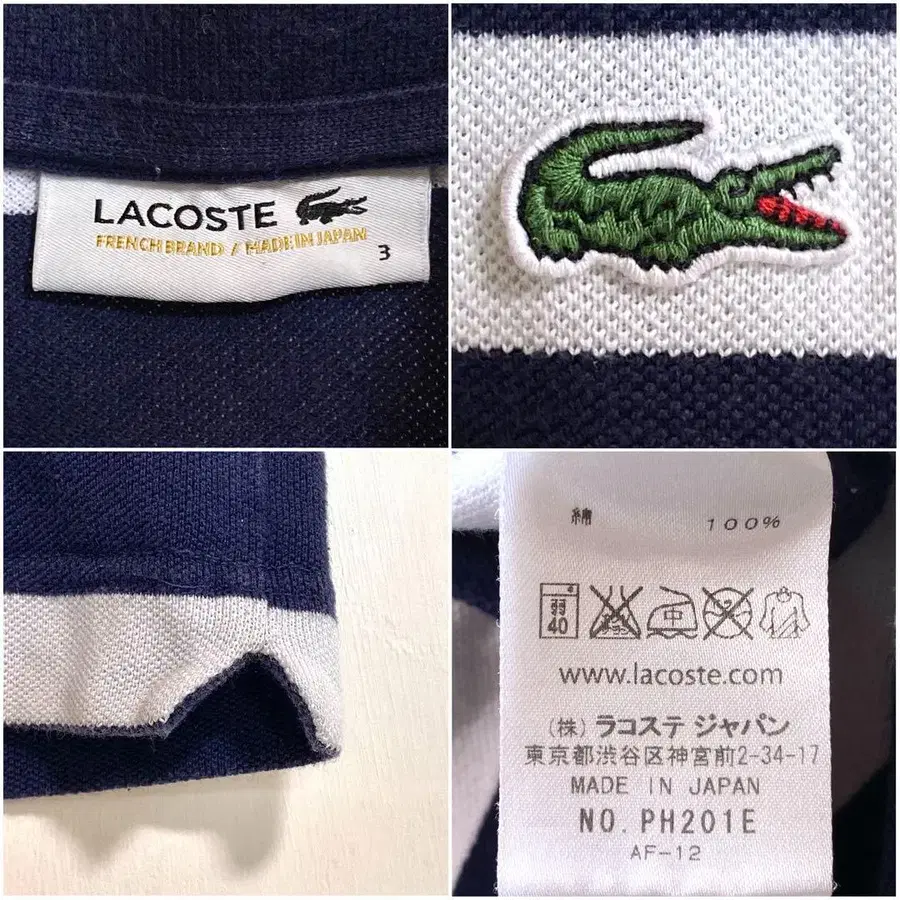 LACOSTE
FRENCH BRAND / MADE IN JAPAN
3
綿 100%
40
www.lacoste.com
(株) ラコステ ジャパン
東京都渋谷区神宮前2-34-17
MADE IN JAPAN
NO. PH201E
AF-12